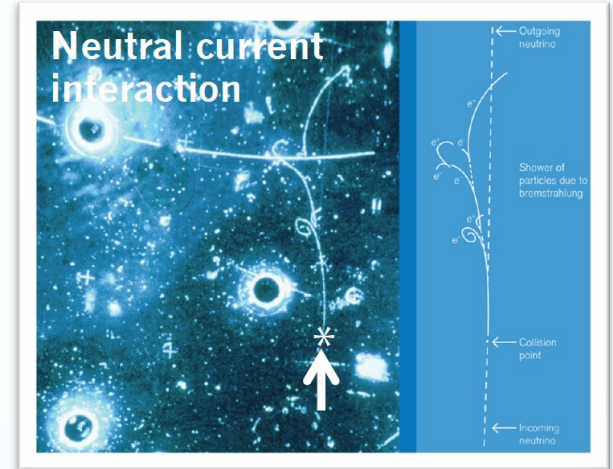 Neutral current
interaction
Outgoing
neutrino
e⁻
e⁺
e⁻
e⁻
e⁻
Shower of
particles due to
bremstrahlung
e⁺
e⁻
Collision
point
Incoming
neutrino